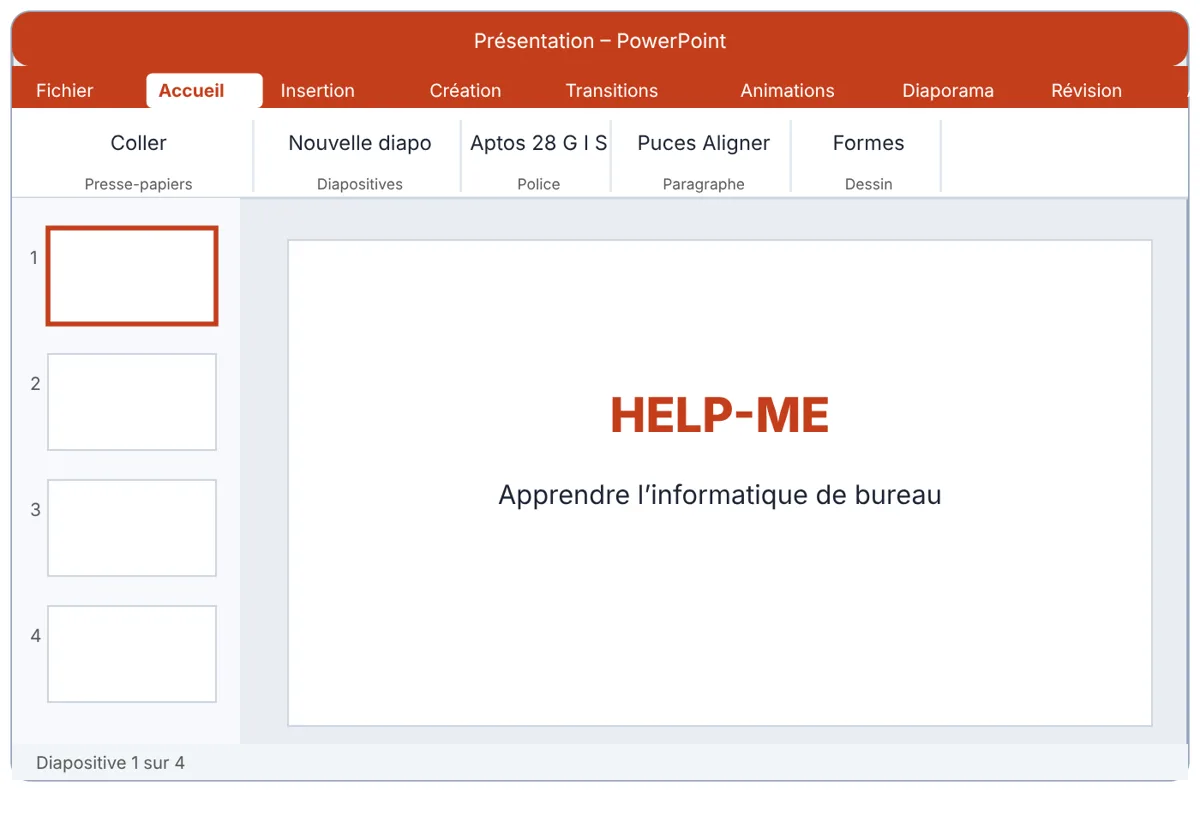 Présentation – PowerPoint
Fichier Accueil Insertion Création Transitions Animations Diaporama Révision
Coller Nouvelle diapo Aptos 28 G I S Puces Aligner Formes
Presse-papiers Diapositives Police Paragraphe Dessin
1
2
3
4
HELP-ME
Apprendre l’informatique de bureau
Diapositive 1 sur 4